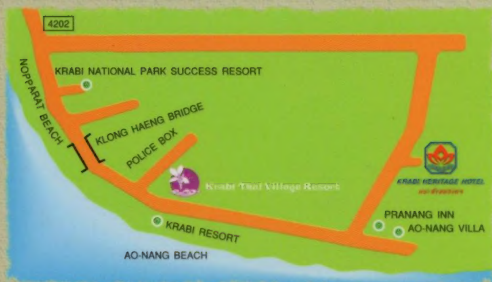 4202
KRABI NATIONAL PARK SUCCESS RESORT
NOPPARAT BEACH
KLONG HAENG BRIDGE
POLICE BOX
Krabi Thai Village Resort
KRABI HERITAGE HOTEL
PRANANG INN
AO-NANG VILLA
KRABI RESORT
AO-NANG BEACH